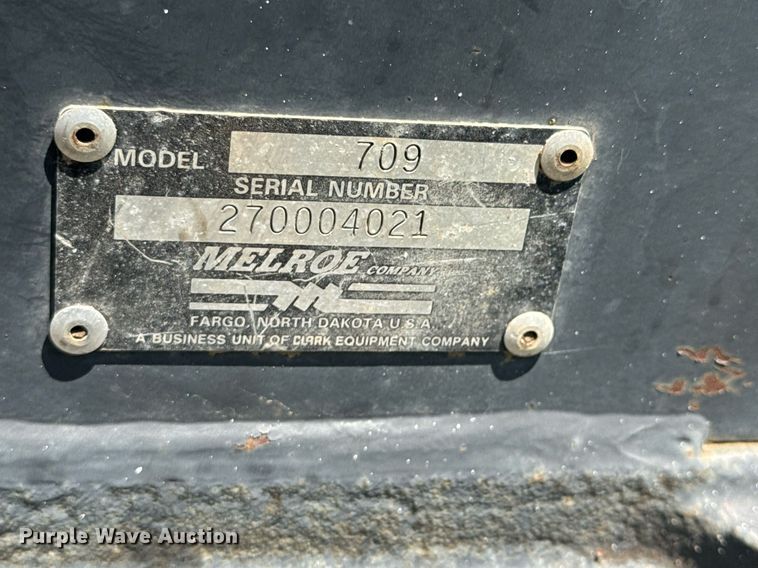 MODEL 709
SERIAL NUMBER
270004021
MELROE COMPANY
FARGO, NORTH DAKOTA U.S.A.
A BUSINESS UNIT OF CLARK EQUIPMENT COMPANY
Purple Wave Auction